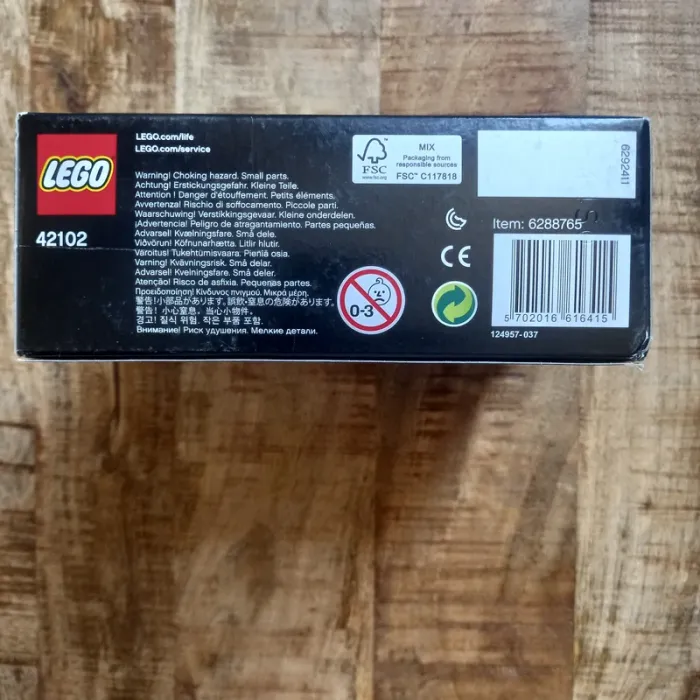 LEGO
42102
LEGO.com/life
LEGO.com/service
Warning! Choking hazard. Small parts.
Achtung! Erstickungsgefahr. Kleine Teile.
Attention ! Danger d'étouffement. Petits éléments.
Avvertenza! Rischio di soffocamento. Piccole parti.
Waarschuwing! Verstikkingsgevaar. Kleine onderdelen.
¡Advertencia! Peligro de atragantamiento. Partes pequeñas.
Advarsel! Kvælningsfare. Små dele.
Viðvörun! Köfnunarhætta. Litlir hlutir.
Varoitus! Tukehtumisvaara. Pieniä osia.
Varning! Kvävningsrisk. Små delar.
Advarsel! Kvelningsfare. Små deler.
Atenção! Risco de asfixia. Pequenas partes.
Προειδοποίηση! Κίνδυνος πνιγμού. Μικρά μέρη.
警告!小部品があります。誤飲・窒息の危険があります。
警告! 小心窒息。当心小物件。
경고! 질식 위험. 작은 부품 포함.
Внимание! Риск удушения. Мелкие детали.
0-3
FSC
www.fsc.org
MIX
Packaging from
responsible sources
FSC™ C117818
CE
6292411
Item: 6288765
5 702016 616415
124957-037